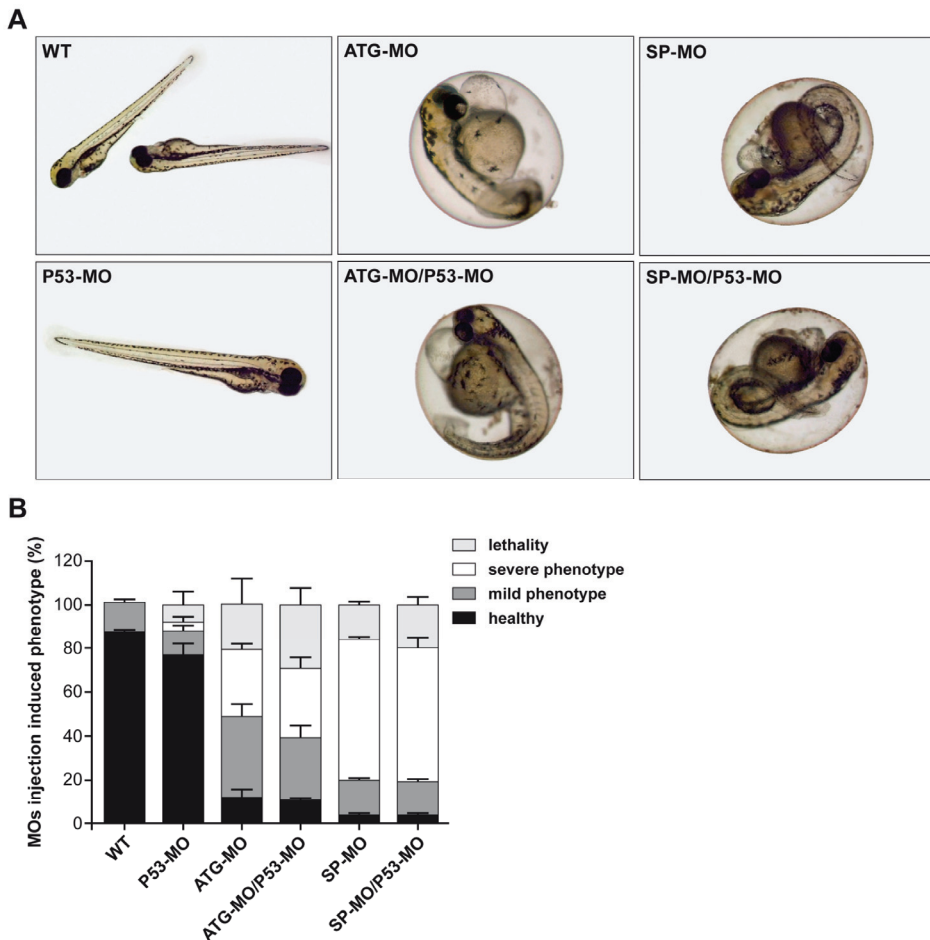 A
WT
ATG-MO
SP-MO
P53-MO
ATG-MO/P53-MO
SP-MO/P53-MO
B
MOs injection induced phenotype (%)
120
100
80
60
40
20
0
WT
P53-MO
ATG-MO
ATG-MO/P53-MO
SP-MO
SP-MO/P53-MO
lethality
severe phenotype
mild phenotype
healthy